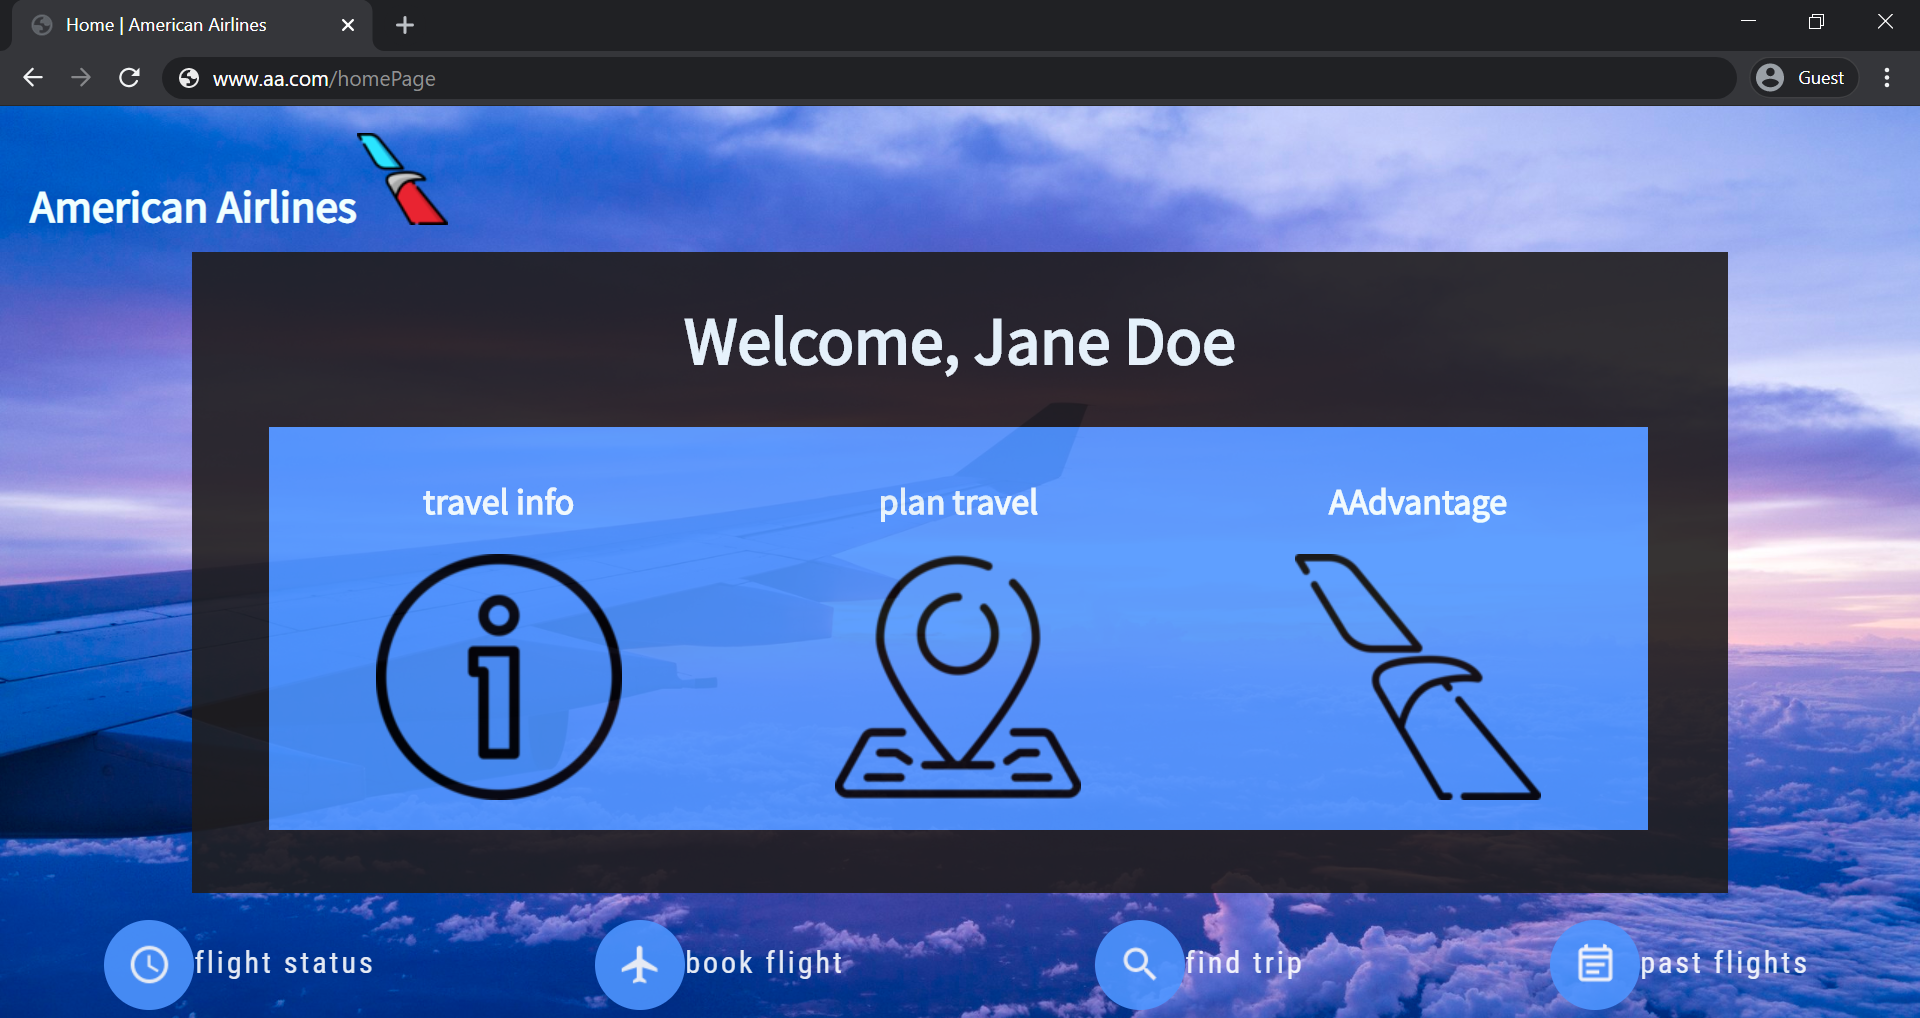 Home | American Airlines
www.aa.com/homePage
Guest
American Airlines
Welcome, Jane Doe
travel info
plan travel
AAdvantage
flight status
book flight
find trip
past flights